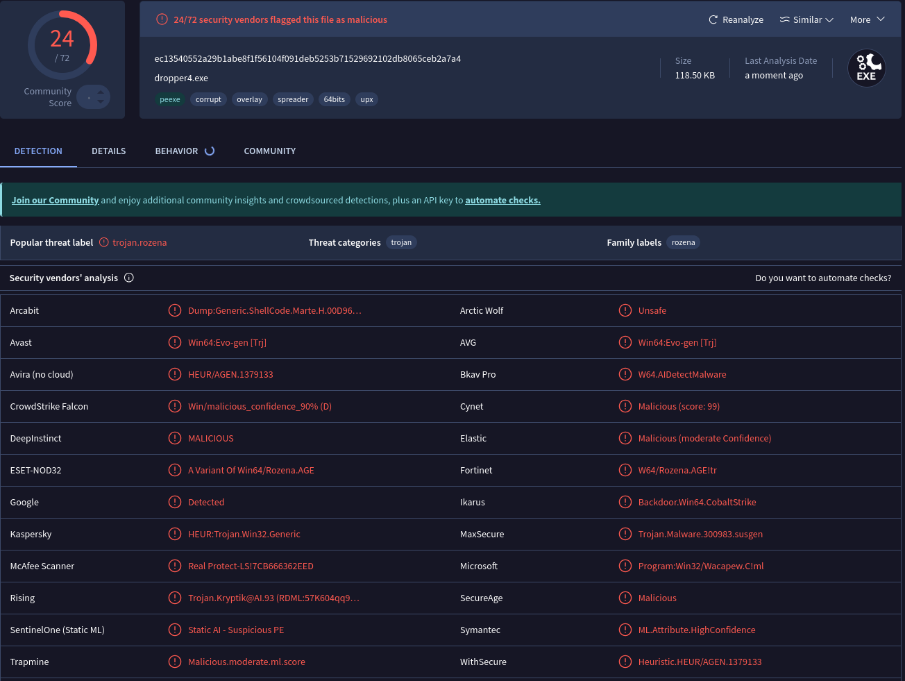 24
/ 72
Community
Score
-
24/72 security vendors flagged this file as malicious
Reanalyze
Similar
More
ec13540552a29b1abe8f1f56104f091deb5253b71529692102db8065ceb2a7a4
dropper4.exe
Size
118.50 KB
Last Analysis Date
a moment ago
EXE
peexe corrupt overlay spreader 64bits upx
DETECTION DETAILS BEHAVIOR COMMUNITY
Join our Community and enjoy additional community insights and crowdsourced detections, plus an API key to automate checks.
Popular threat label trojan.rozena Threat categories trojan Family labels rozena
Security vendors' analysis Do you want to automate checks?
Arcabit Dump:Generic.ShellCode.Marte.H.00D96... Arctic Wolf Unsafe
Avast Win64:Evo-gen [Trj] AVG Win64:Evo-gen [Trj]
Avira (no cloud) HEUR/AGEN.1379133 Bkav Pro W64.AIDetectMalware
CrowdStrike Falcon Win/malicious_confidence_90% (D) Cynet Malicious (score: 99)
DeepInstinct MALICIOUS Elastic Malicious (moderate Confidence)
ESET-NOD32 A Variant Of Win64/Rozena.AGE Fortinet W64/Rozena.AGE!tr
Google Detected Ikarus Backdoor.Win64.CobaltStrike
Kaspersky HEUR:Trojan.Win32.Generic MaxSecure Trojan.Malware.300983.susgen
McAfee Scanner Real Protect-LS!7CB666362EED Microsoft Program:Win32/Wacapew.C!ml
Rising Trojan.Kryptik@AI.93 (RDML:57K604qq9... SecureAge Malicious
SentinelOne (Static ML) Static AI - Suspicious PE Symantec ML.Attribute.HighConfidence
Trapmine Malicious.moderate.ml.score WithSecure Heuristic.HEUR/AGEN.1379133